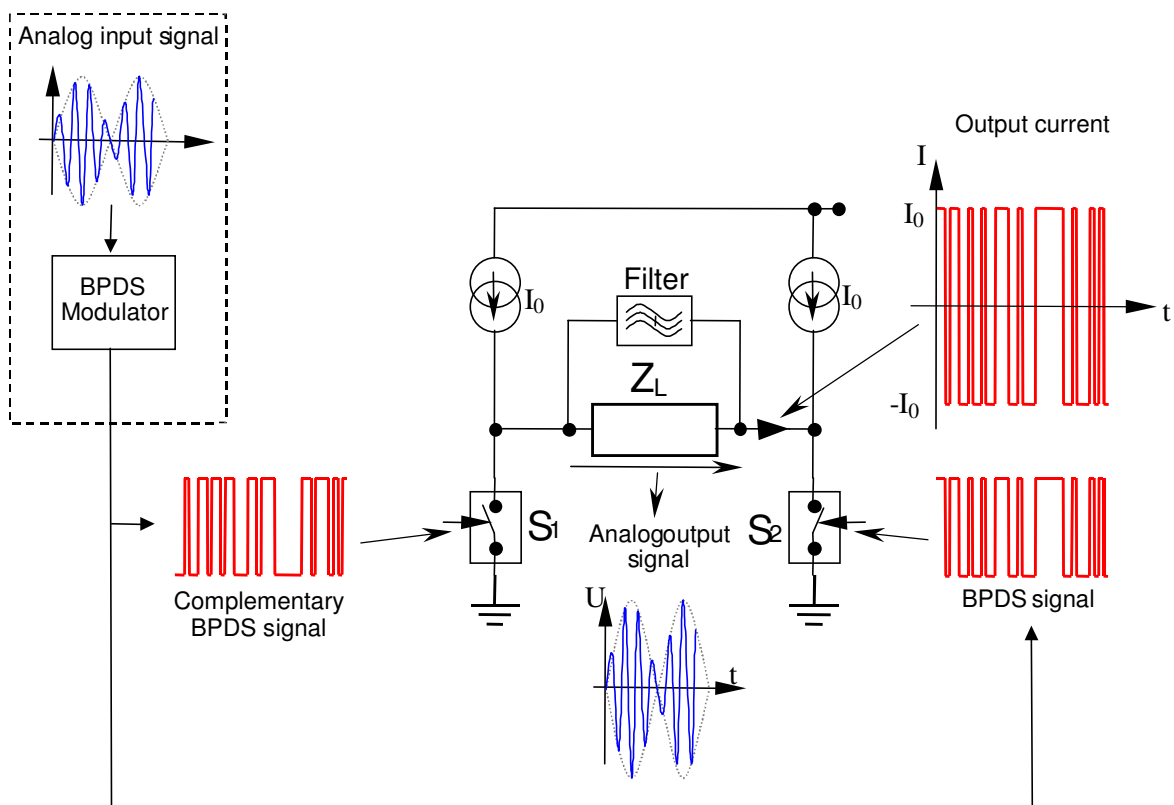 Analog input signal
BPDS
Modulator
Output current
I
I0
-I0
t
Filter
I0
I0
ZL
S1
S2
Analogoutput
signal
Complementary
BPDS signal
BPDS signal
U
t